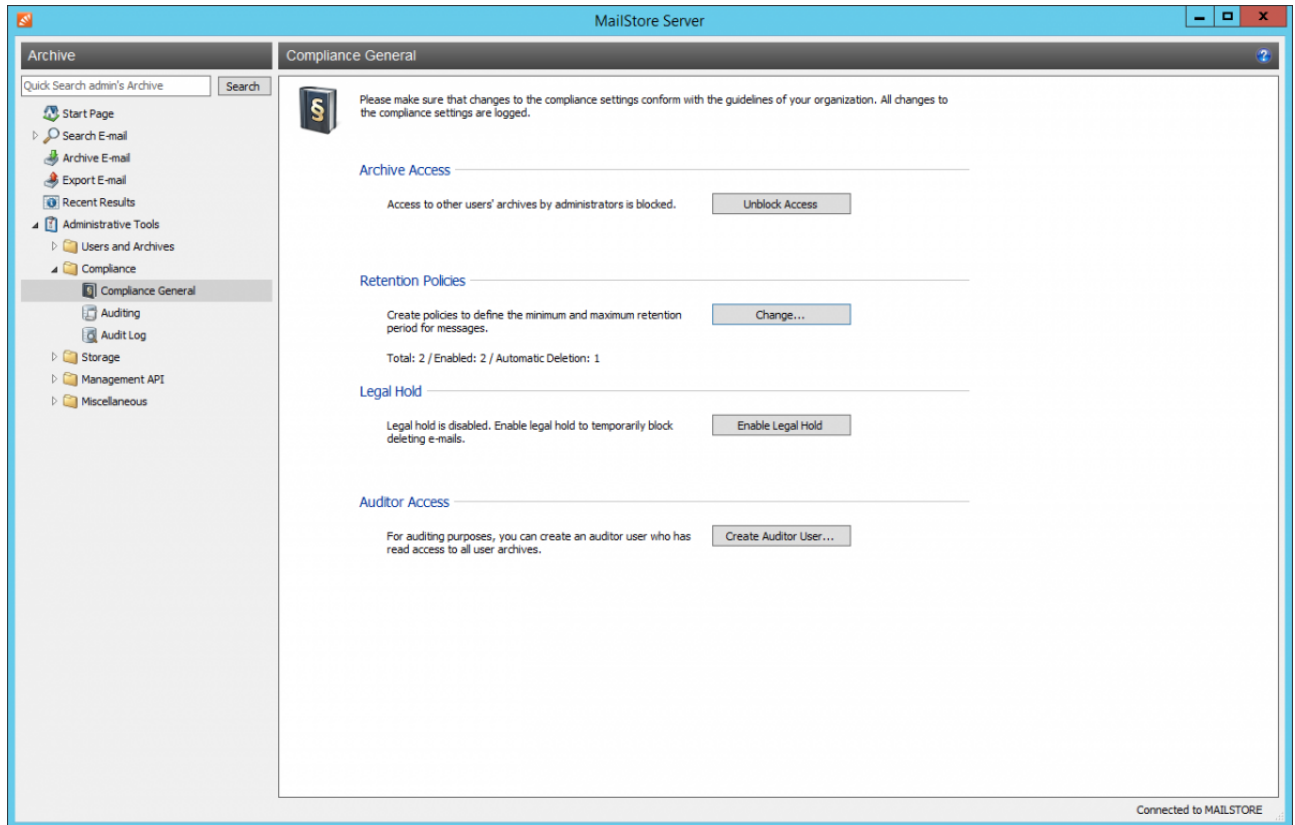 MailStore Server
Archive
Quick Search admin's Archive
Search
Start Page
Search E-mail
Archive E-mail
Export E-mail
Recent Results
Administrative Tools
Users and Archives
Compliance
Compliance General
Auditing
Audit Log
Storage
Management API
Miscellaneous
Compliance General
Please make sure that changes to the compliance settings conform with the guidelines of your organization. All changes to
the compliance settings are logged.
Archive Access
Access to other users' archives by administrators is blocked.
Unblock Access
Retention Policies
Create policies to define the minimum and maximum retention
period for messages.
Change...
Total: 2 / Enabled: 2 / Automatic Deletion: 1
Legal Hold
Legal hold is disabled. Enable legal hold to temporarily block
deleting e-mails.
Enable Legal Hold
Auditor Access
For auditing purposes, you can create an auditor user who has
read access to all user archives.
Create Auditor User...
Connected to MAILSTORE